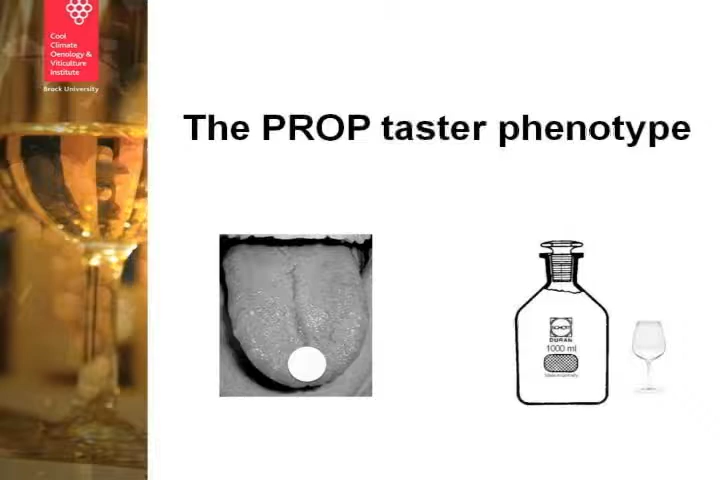 Cool
Climate
Oenology &
Viticulture
Institute
Brock University
The PROP taster phenotype
SCHOTT
DURAN
1000 ml